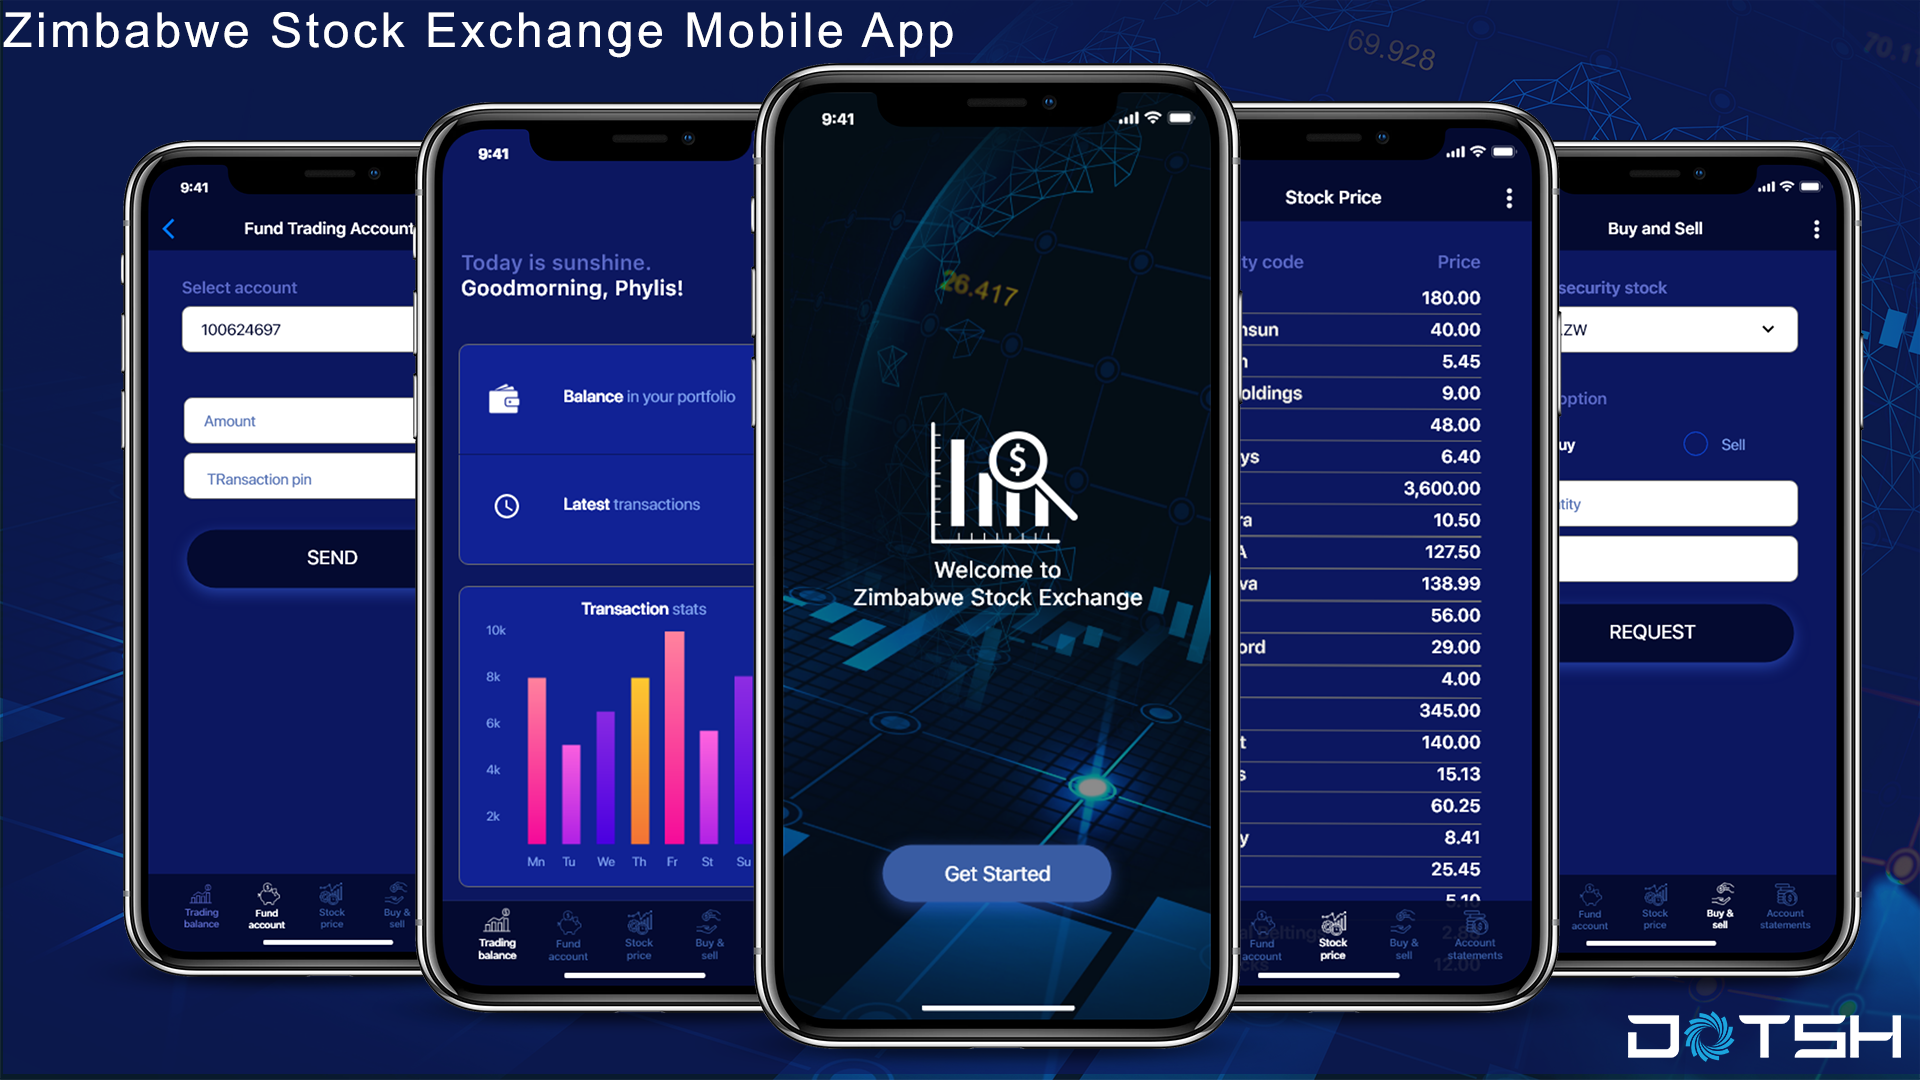 Zimbabwe Stock Exchange Mobile App
69.928
9:41
Fund Trading Account
Select account
100624697
Amount
TRansaction pin
SEND
Trading balance
Fund account
Stock price
Buy & sell
9:41
Today is sunshine.
Goodmorning, Phylis!
Balance in your portfolio
Latest transactions
Transaction stats
10k
8k
6k
4k
2k
Mn Tu We Th Fr St Su
Trading balance
Fund account
Stock price
Buy & sell
9:41
26.417
Welcome to
Zimbabwe Stock Exchange
Get Started
Stock Price
ty code Price
180.00
nsun 40.00
5.45
oldings 9.00
48.00
ys 6.40
3,600.00
ra 10.50
A 127.50
va 138.99
56.00
ord 29.00
4.00
345.00
t 140.00
s 15.13
60.25
y 8.41
25.45
5.10
Fund account
Stock price
Buy & sell
Account statements
12.00
Buy and Sell
security stock
.ZW
option
uy Sell
tity
REQUEST
Fund account
Stock price
Buy & sell
Account statements
DOTSH